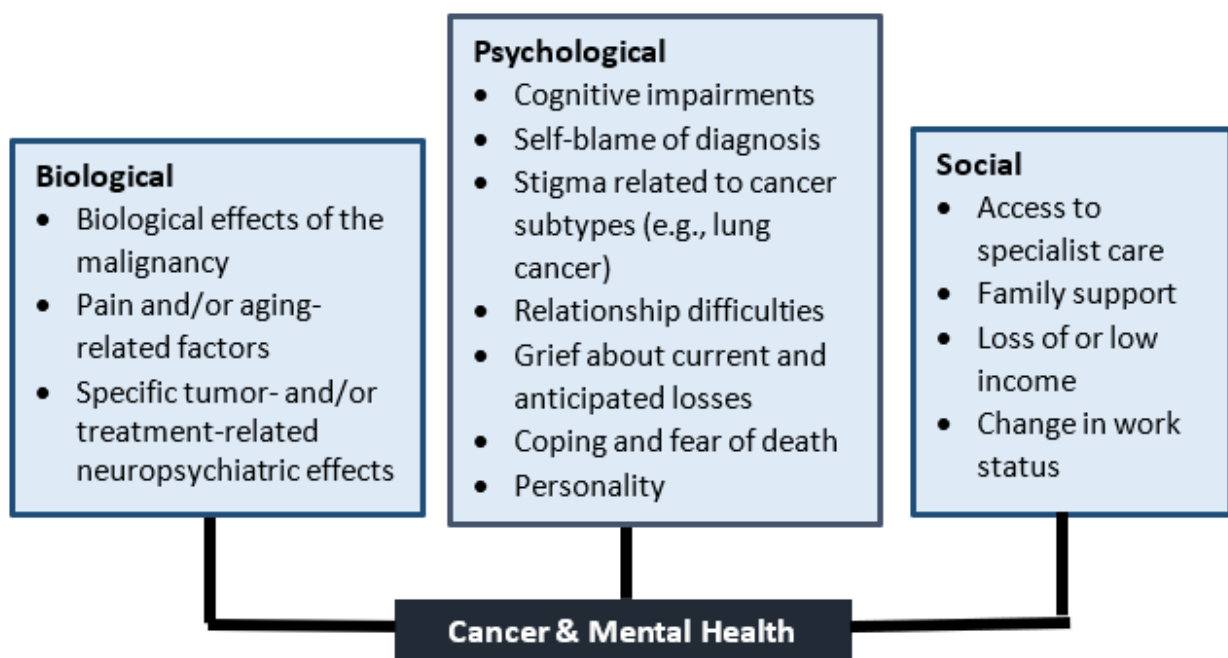 Biological
• Biological effects of the
malignancy
• Pain and/or aging-
related factors
• Specific tumor- and/or
treatment-related
neuropsychiatric effects
Psychological
• Cognitive impairments
• Self-blame of diagnosis
• Stigma related to cancer
subtypes (e.g., lung
cancer)
• Relationship difficulties
• Grief about current and
anticipated losses
• Coping and fear of death
• Personality
Social
• Access to
specialist care
• Family support
• Loss of or low
income
• Change in work
status
Cancer & Mental Health